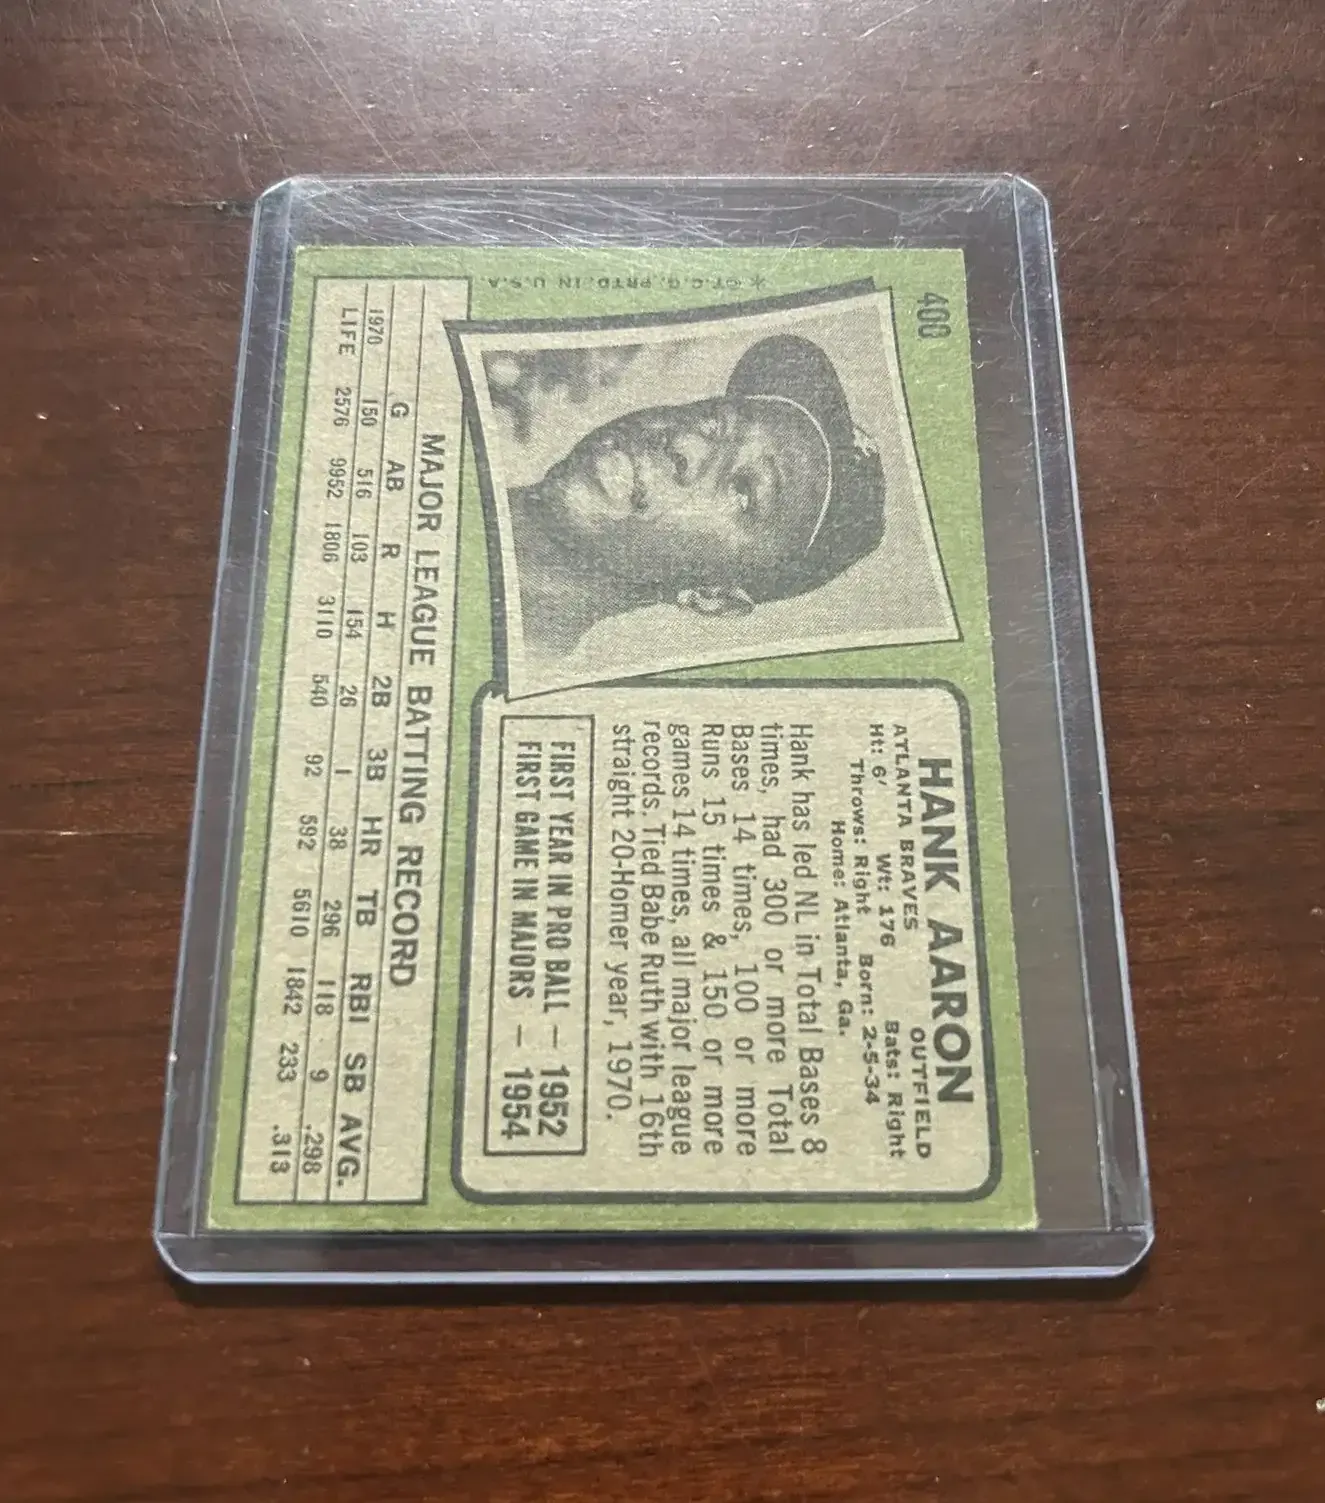 400
HANK AARON
OUTFIELD
ATLANTA BRAVES
Ht: 6' Wt: 176 Bats: Right
Throws: Right Born: 2-5-34
Home: Atlanta, Ga.
Hank has led NL in Total Bases 8
times, had 300 or more Total
Bases 14 times, 100 or more
Runs 15 times & 150 or more
games 14 times, all major league
records. Tied Babe Ruth with 16th
straight 20-Homer year, 1970.
FIRST YEAR IN PRO BALL — 1952
FIRST GAME IN MAJORS — 1954
*©T.C.G. PRTD. IN U.S.A.
MAJOR LEAGUE BATTING RECORD
G AB R H 2B 3B HR TB RBI SB AVG.
1970 150 516 103 154 26 1 38 296 118 9 .298
LIFE 2576 9952 1806 3110 540 92 592 5610 1842 233 .313